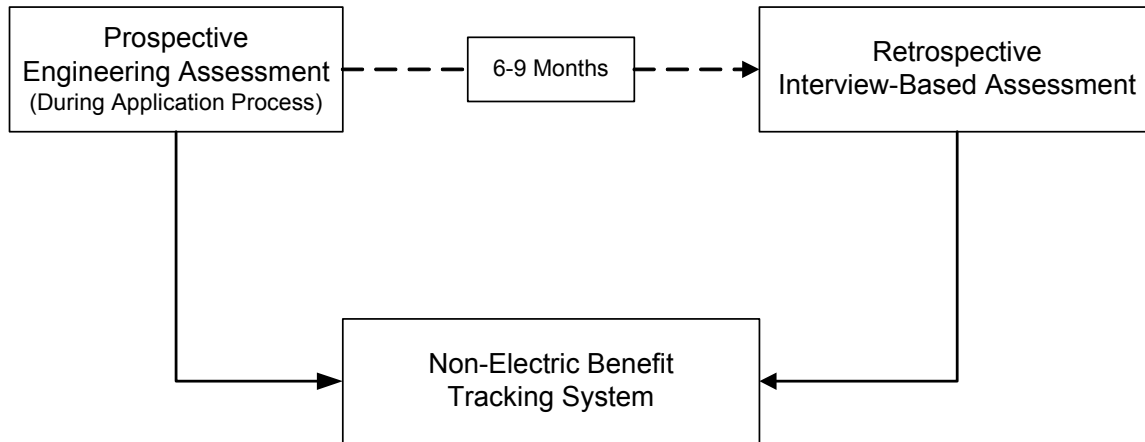 Prospective
Engineering Assessment
(During Application Process)
6-9 Months
Retrospective
Interview-Based Assessment
Non-Electric Benefit
Tracking System